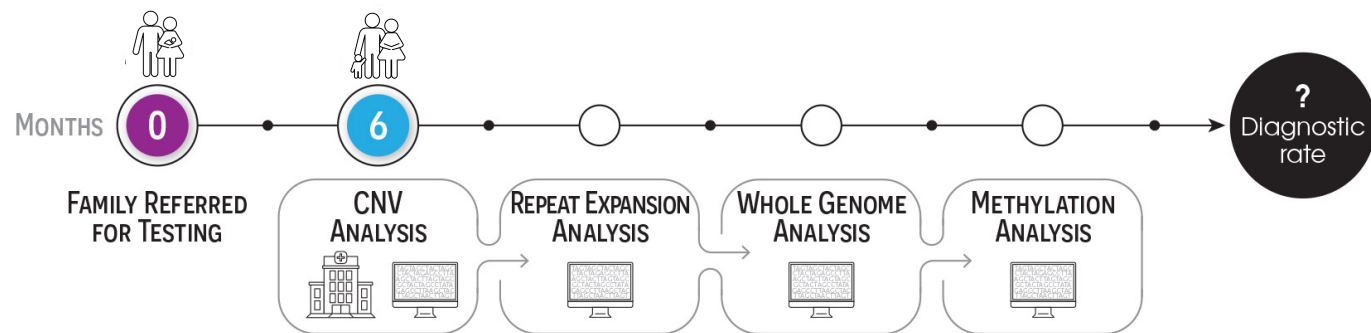 MONTHS
0
6
?
Diagnostic
rate
FAMILY REFERRED
FOR TESTING
CNV
ANALYSIS
REPEAT EXPANSION
ANALYSIS
WHOLE GENOME
ANALYSIS
METHYLATION
ANALYSIS